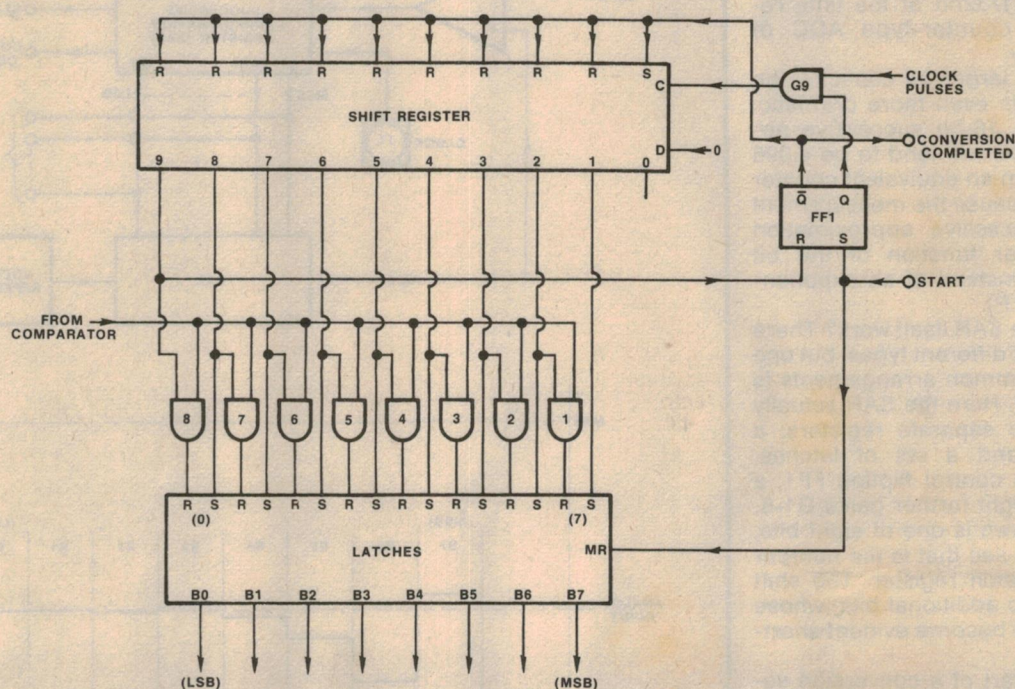 R R R R R R R R R S
C
G9
CLOCK
PULSES
SHIFT REGISTER
D
0
CONVERSION
COMPLETED
9 8 7 6 5 4 3 2 1 0
Q̅ Q
FF1
R S
START
FROM
COMPARATOR
8 7 6 5 4 3 2 1
R S R S R S R S R S R S R S R S
(0) (7)
LATCHES
MR
B0 B1 B2 B3 B4 B5 B6 B7
(LSB) (MSB)